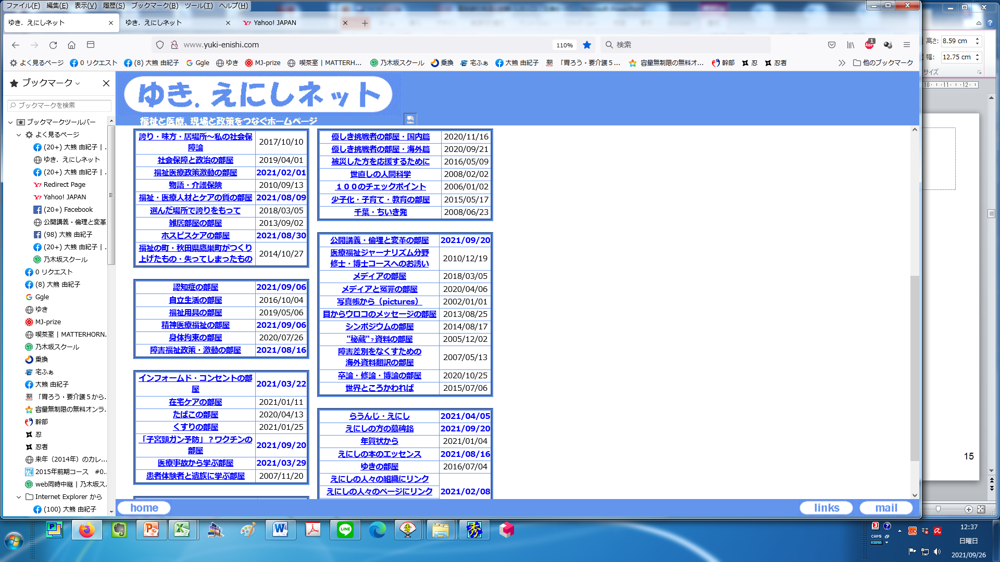 ファイル(F) 編集(E) 表示(V) 履歴(S) ブックマーク(B) ツール(T) ヘルプ(H)
ゆき．えにしネット
ゆき．えにしネット
Yahoo! JAPAN
www.yuki-enishi.com
110%
検索
1
ABP
よく見るページ
0 リクエスト
(8) 大熊 由紀子
Ggle
ゆき
MJ-prize
喫茶室 | MATTERH...
乃木坂スクール
乗換
宅ふぁ
大熊 由紀子
「胃ろう・要介護５...
容量無制限の無料オ...
幹部
忍
忍者
他のブックマーク
ブックマーク
ブックマークを検索
ブックマークツールバー
よく見るページ
(20+) 大熊 由紀子 | .
ゆき．えにしネット
(20+) 大熊 由紀子 | .
Redirect Page
Yahoo! JAPAN
(20+) Facebook
公開講義・倫理と変革
(98) 大熊 由紀子
(20+) 大熊 由紀子 | .
乃木坂スクール
0 リクエスト
(8) 大熊 由紀子
Ggle
ゆき
MJ-prize
喫茶室 | MATTERHORN.
乃木坂スクール
乗換
宅ふぁ
大熊 由紀子
「胃ろう・要介護５から.
容量無制限の無料オンラ.
幹部
忍
忍者
来年（2014年）のカレ...
2015年前期コース　#0.
web同時中継 | 乃木坂ス.
Internet Explorer から
(100) 大熊 由紀子
ゆき．えにしネット
福祉と医療、現場と政策をつなぐホームページ
誇り・味方・居場所～私の社会保
障論
2017/10/10
社会保障と政治の部屋 2019/04/01
福祉医療政策激動の部屋 2021/02/01
物語・介護保険 2010/09/13
福祉・医療人材とケアの質の部屋 2021/08/09
選んだ場所で誇りをもって 2018/03/05
雑居部屋の部屋 2013/09/02
ホスピスケアの部屋 2021/08/30
福祉の町・秋田県鷹巣町がつくり
上げたもの・失ってしまったもの
2014/10/27
認知症の部屋 2021/09/06
自立生活の部屋 2016/10/04
福祉用具の部屋 2019/05/06
精神医療福祉の部屋 2021/09/06
身体拘束の部屋 2020/07/26
障害福祉政策・激動の部屋 2021/08/16
インフォームド・コンセントの部
屋
2021/03/22
在宅ケアの部屋 2021/01/11
たばこの部屋 2020/04/13
くすりの部屋 2021/01/25
「子宮頸ガン予防」？ワクチンの
部屋
2021/09/20
医療事故から学ぶ部屋 2021/03/29
患者体験者と遺族に学ぶ部屋 2007/11/20
優しき挑戦者の部屋・国内篇 2020/11/16
優しき挑戦者の部屋・海外篇 2020/09/21
被災した方を応援するために 2016/05/09
世直しの人間科学 2008/02/02
１００のチェックポイント 2006/01/02
少子化・子育て・教育の部屋 2015/05/17
千葉・ちいき発 2008/06/23
公開講義・倫理と変革の部屋 2021/09/20
医療福祉ジャーナリズム分野
修士・博士コースへのお誘い
2010/12/19
メディアの部屋 2018/03/05
メディアと冤罪の部屋 2020/04/06
写真帳から（pictures） 2002/01/01
目からウロコのメッセージの部屋 2013/08/25
シンポジウムの部屋 2014/08/17
"秘蔵"？資料の部屋 2005/12/02
障害差別をなくすための
海外資料翻訳の部屋
2007/05/13
卒論・修論・博論の部屋 2020/10/25
世界ところかわれば 2015/07/06
らうんじ・えにし 2021/04/05
えにしの方の墓碑銘 2021/09/20
年賀状から 2021/01/04
えにしの本のエッセンス 2021/08/16
ゆきの部屋 2016/07/04
えにしの人々の組織にリンク
えにしの人々のページにリンク
2021/02/08
home
links
mail
高さ: 8.59 cm
幅: 12.75 cm
サイズ
10 11 12
15
LINE
秀
CAPS
KANA
12:37
日曜日
2021/09/26